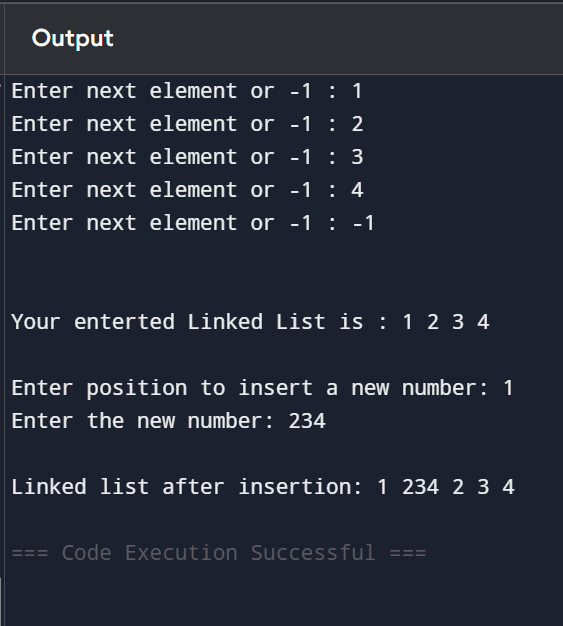 Output
Enter next element or -1 : 1
Enter next element or -1 : 2
Enter next element or -1 : 3
Enter next element or -1 : 4
Enter next element or -1 : -1
Your enterted Linked List is : 1 2 3 4
Enter position to insert a new number: 1
Enter the new number: 234
Linked list after insertion: 1 234 2 3 4
=== Code Execution Successful ===